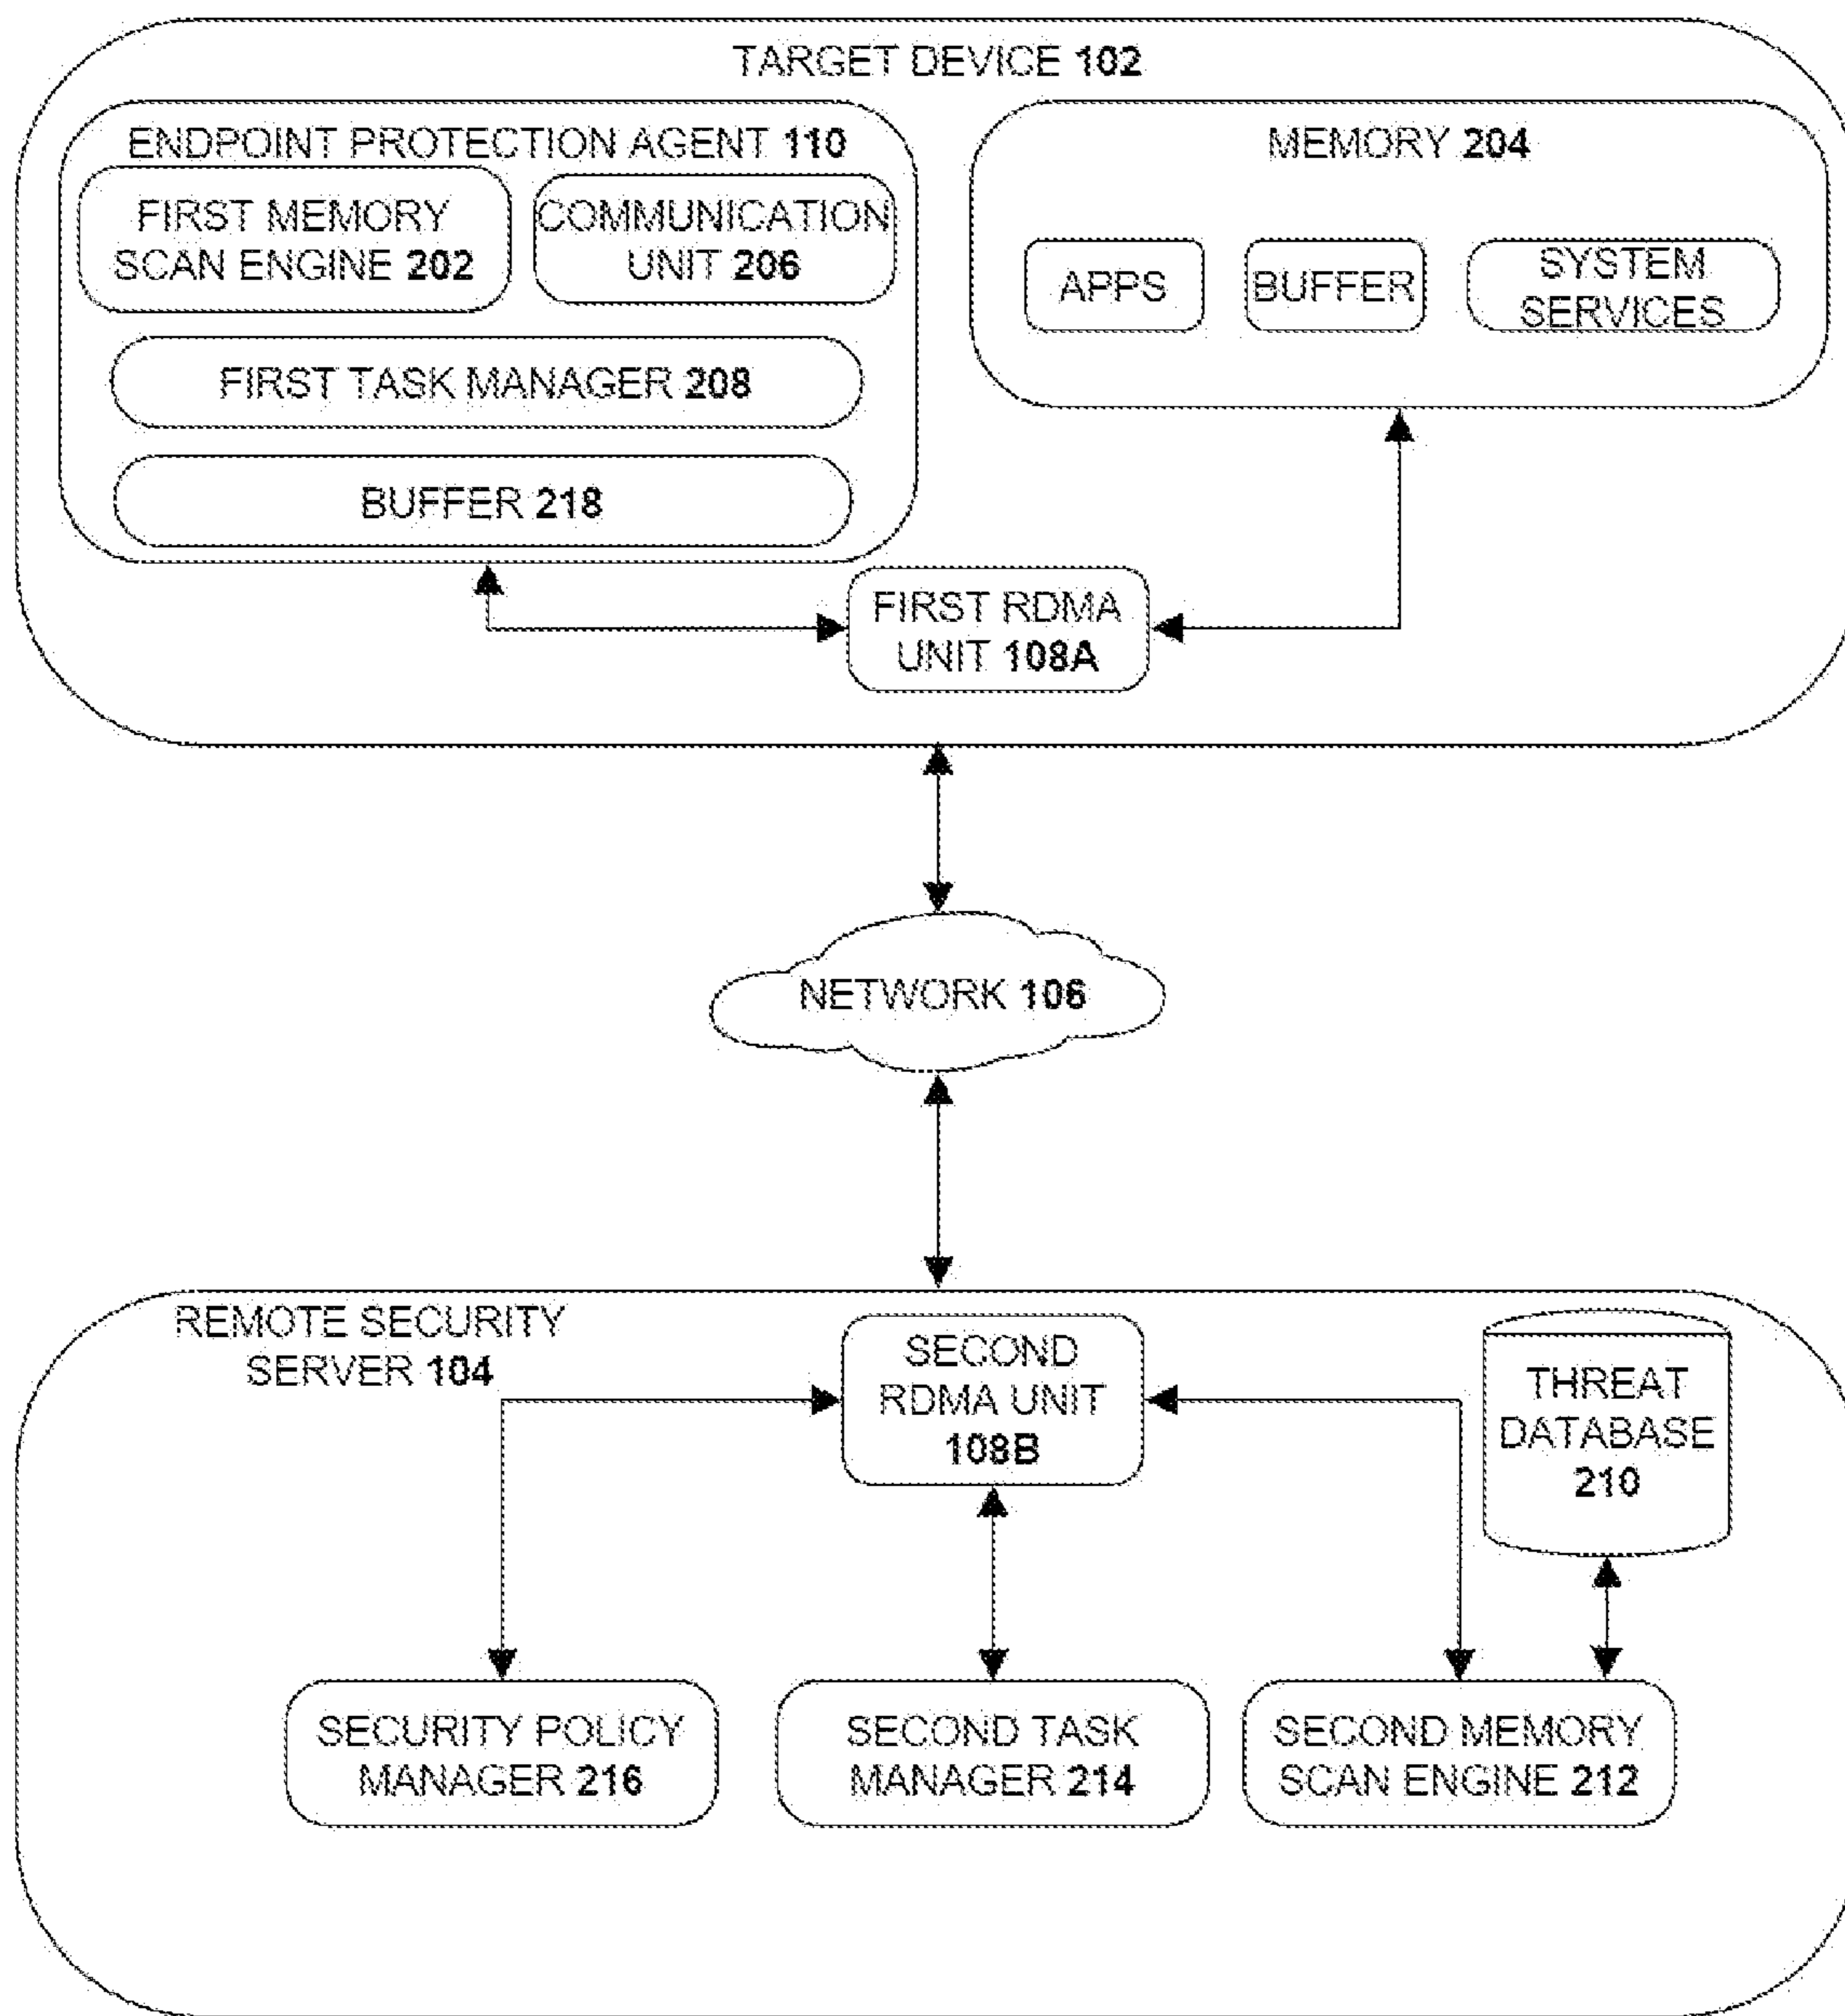 TARGET DEVICE 102
ENDPOINT PROTECTION AGENT 110
FIRST MEMORY
SCAN ENGINE 202
COMMUNICATION
UNIT 206
FIRST TASK MANAGER 208
BUFFER 218
MEMORY 204
APPS
BUFFER
SYSTEM
SERVICES
FIRST RDMA
UNIT 108A
NETWORK 106
REMOTE SECURITY
SERVER 104
SECOND
RDMA UNIT
108B
THREAT
DATABASE
210
SECURITY POLICY
MANAGER 216
SECOND TASK
MANAGER 214
SECOND MEMORY
SCAN ENGINE 212